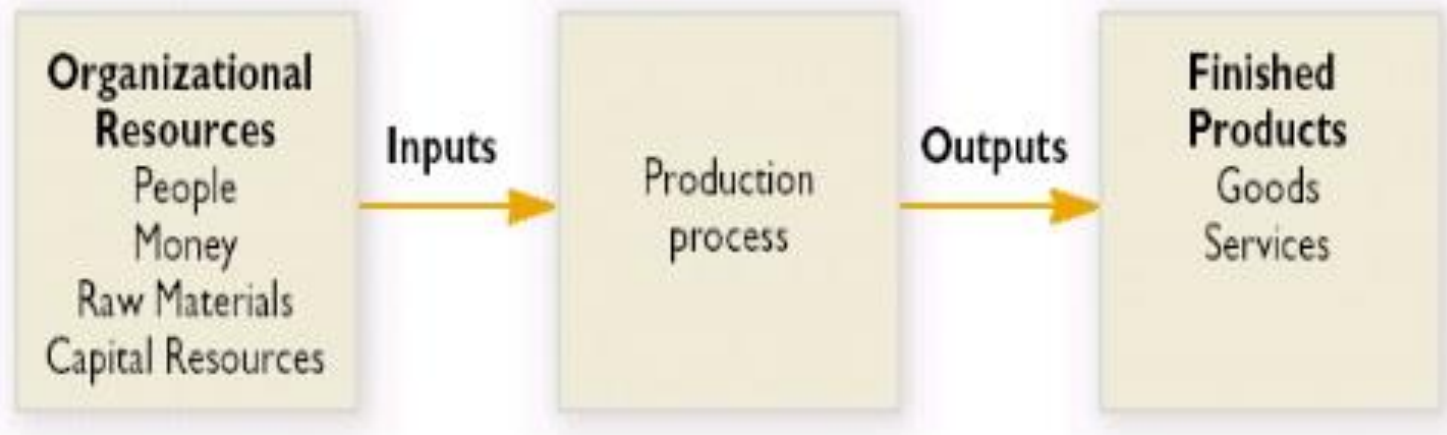 Organizational
Resources
People
Money
Raw Materials
Capital Resources
Inputs
Production
process
Outputs
Finished
Products
Goods
Services